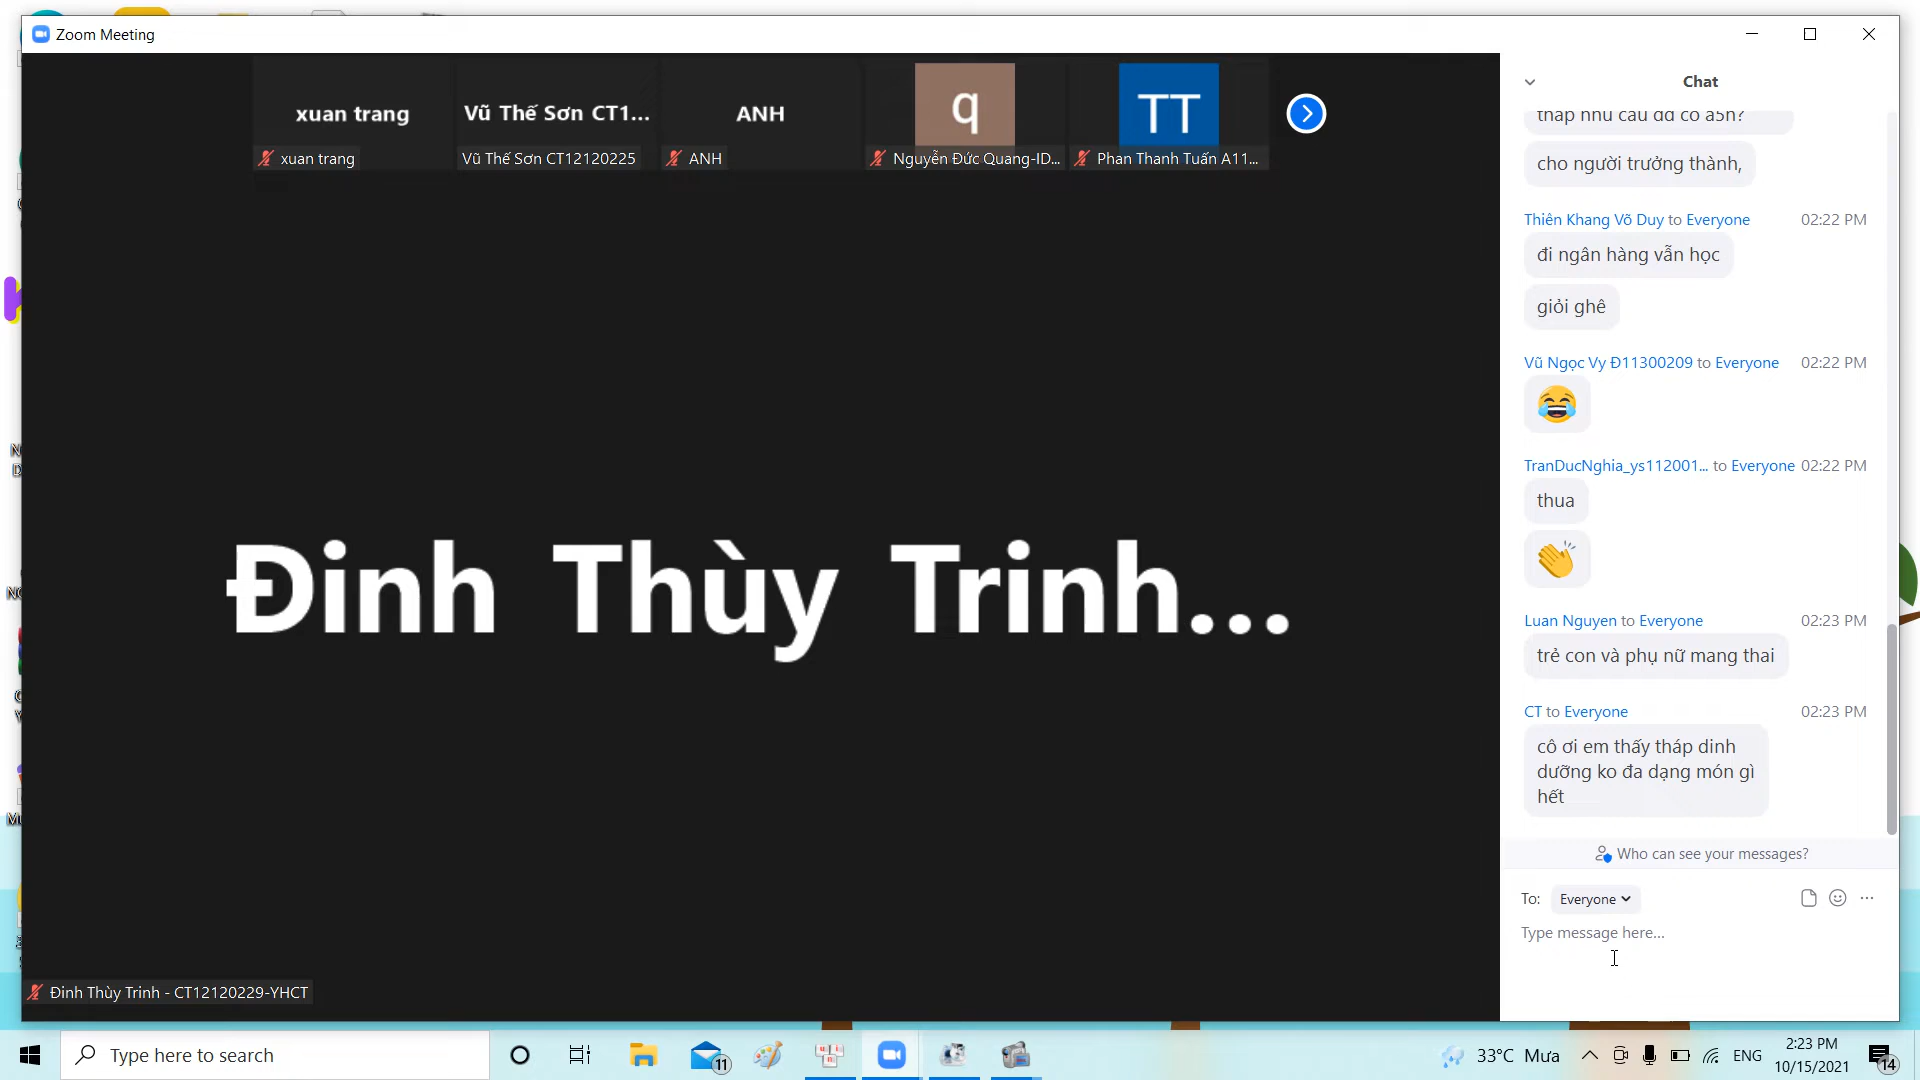 Zoom Meeting
xuan trang
Vũ Thế Sơn CT1...
ANH
q
TT
xuan trang
Vũ Thế Sơn CT12120225
ANH
Nguyễn Đức Quang-ID...
Phan Thanh Tuấn A11...
Đinh Thùy Trinh...
Đinh Thùy Trinh - CT12120229-YHCT
Chat
cho người trưởng thành,
Thiên Khang Võ Duy to Everyone 02:22 PM
đi ngân hàng vẫn học
giỏi ghê
Vũ Ngọc Vy Đ11300209 to Everyone 02:22 PM
TranDucNghia_ys112001... to Everyone 02:22 PM
thua
Luan Nguyen to Everyone 02:23 PM
trẻ con và phụ nữ mang thai
CT to Everyone 02:23 PM
cô ơi em thấy tháp dinh
dưỡng ko đa dạng món gì
hết
Who can see your messages?
To: Everyone
Type message here...
Type here to search
11
33°C Mưa
ENG
2:23 PM
10/15/2021
14